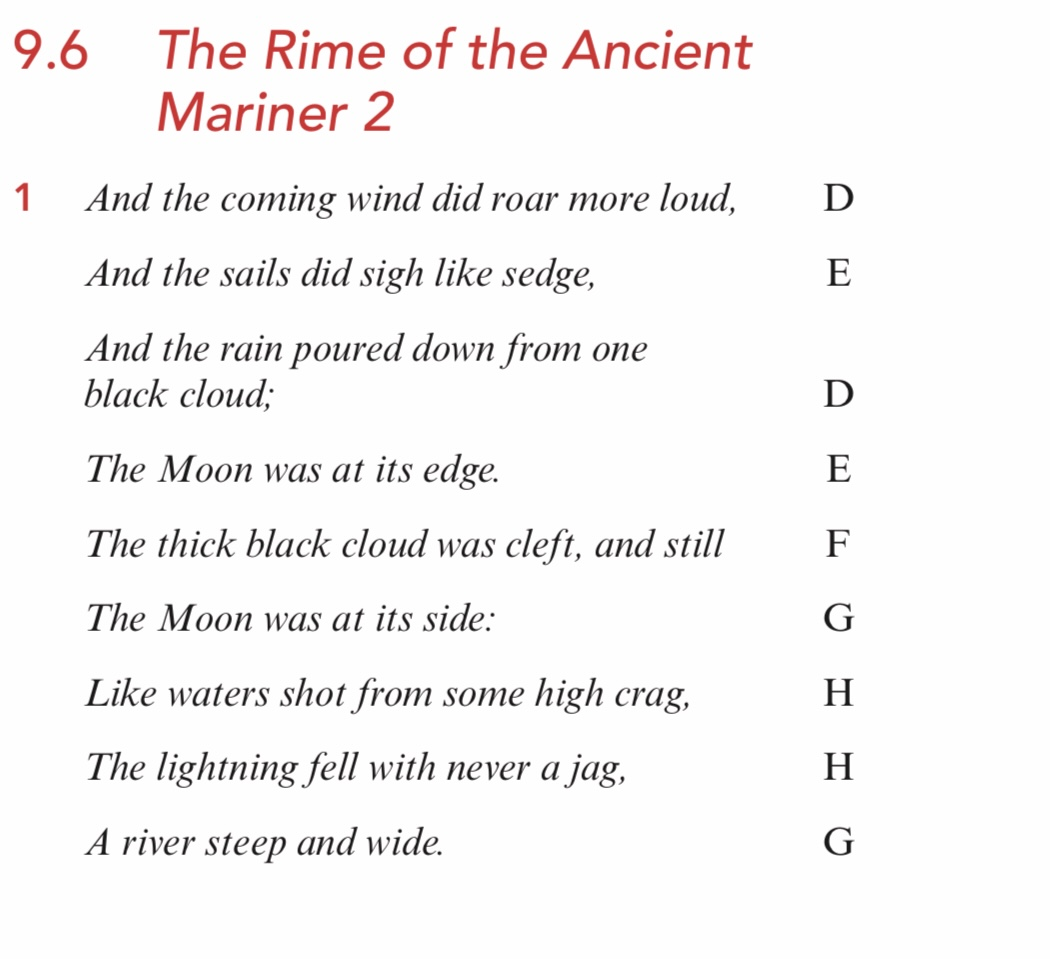 9.6 The Rime of the Ancient
Mariner 2
1 And the coming wind did roar more loud, D
And the sails did sigh like sedge, E
And the rain poured down from one
black cloud; D
The Moon was at its edge. E
The thick black cloud was cleft, and still F
The Moon was at its side: G
Like waters shot from some high crag, H
The lightning fell with never a jag, H
A river steep and wide. G